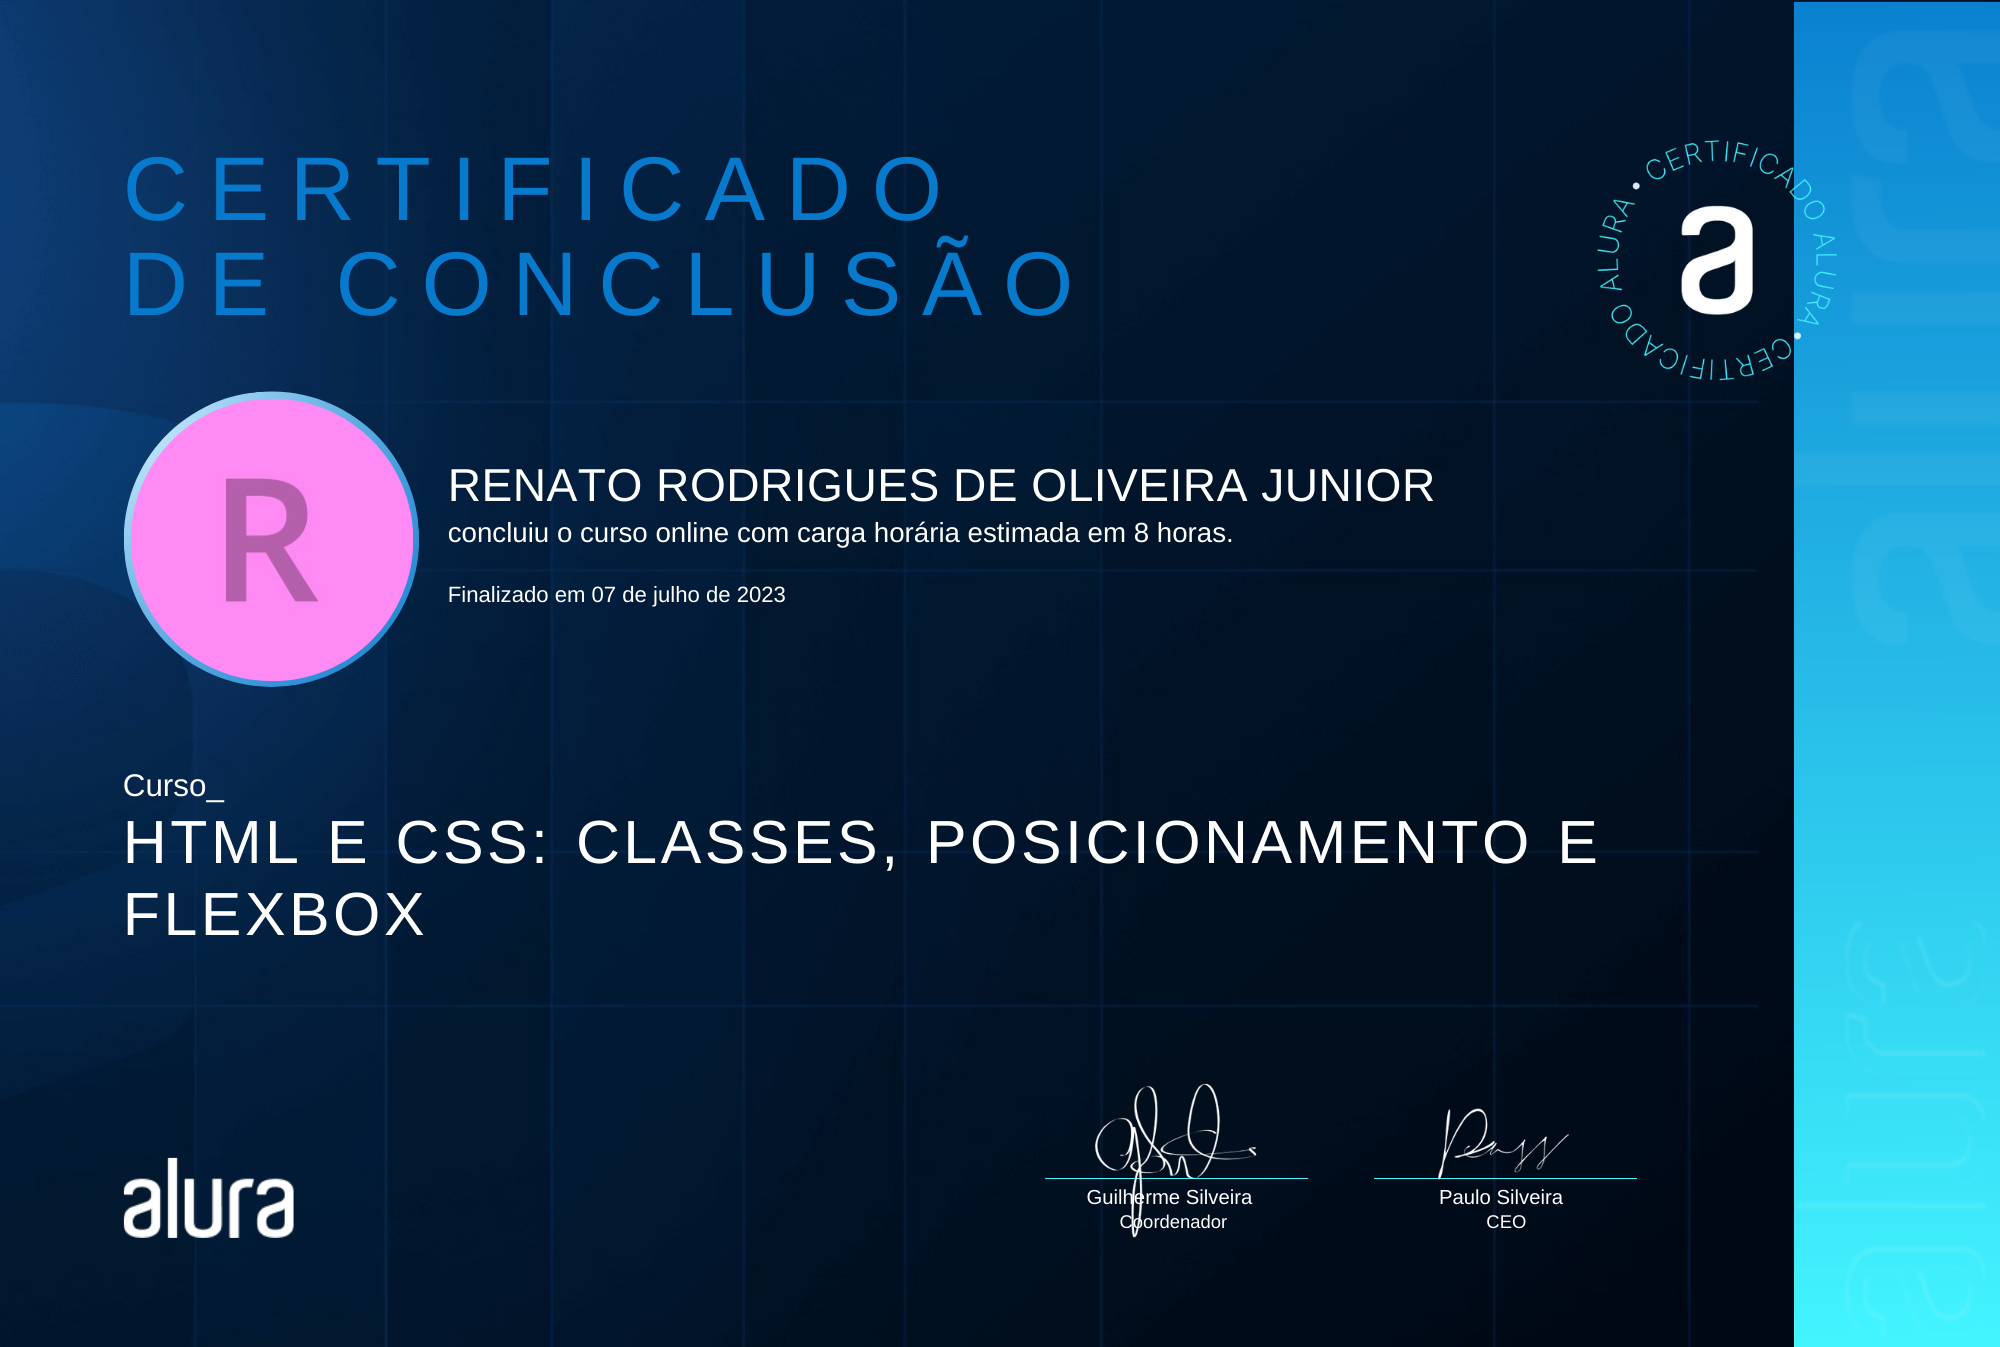 CERTIFICADO
DE CONCLUSÃO
CERTIFICADO ALURA • CERTIFICADO ALURA •
a
R
RENATO RODRIGUES DE OLIVEIRA JUNIOR
concluiu o curso online com carga horária estimada em 8 horas.
Finalizado em 07 de julho de 2023
Curso_
HTML E CSS: CLASSES, POSICIONAMENTO E
FLEXBOX
alura
Guilherme Silveira
Coordenador
Paulo Silveira
CEO
alura
alura